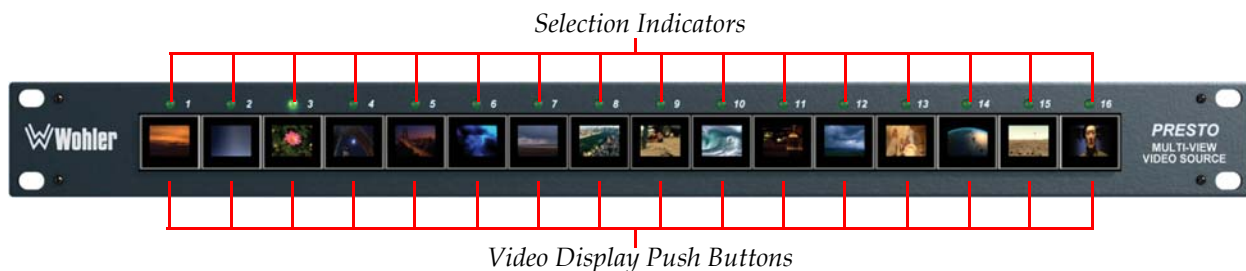 Selection Indicators
1 2 3 4 5 6 7 8 9 10 11 12 13 14 15 16
Wohler
PRESTO
MULTI-VIEW
VIDEO SOURCE
Video Display Push Buttons